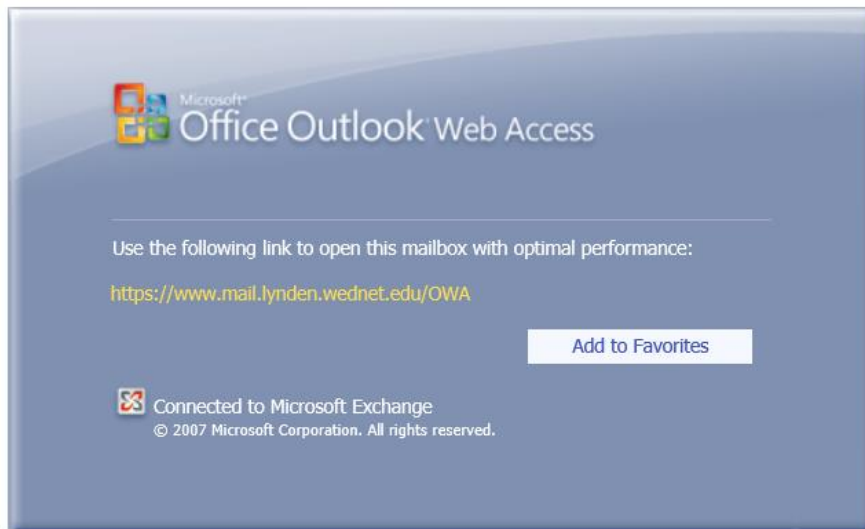 Microsoft®
Office Outlook® Web Access
Use the following link to open this mailbox with optimal performance:
https://www.mail.lynden.wednet.edu/OWA
Add to Favorites
Connected to Microsoft Exchange
© 2007 Microsoft Corporation. All rights reserved.